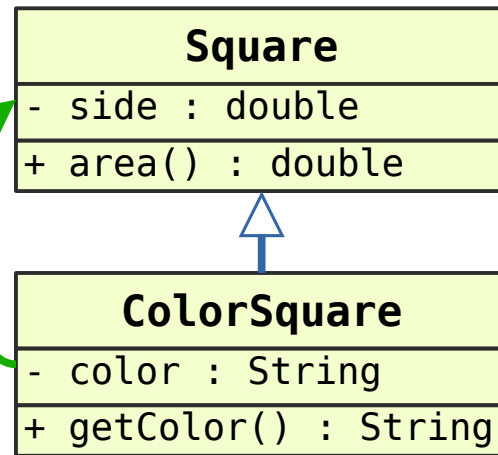 Square
- side : double
+ area() : double
ColorSquare
- color : String
+ getColor() : String